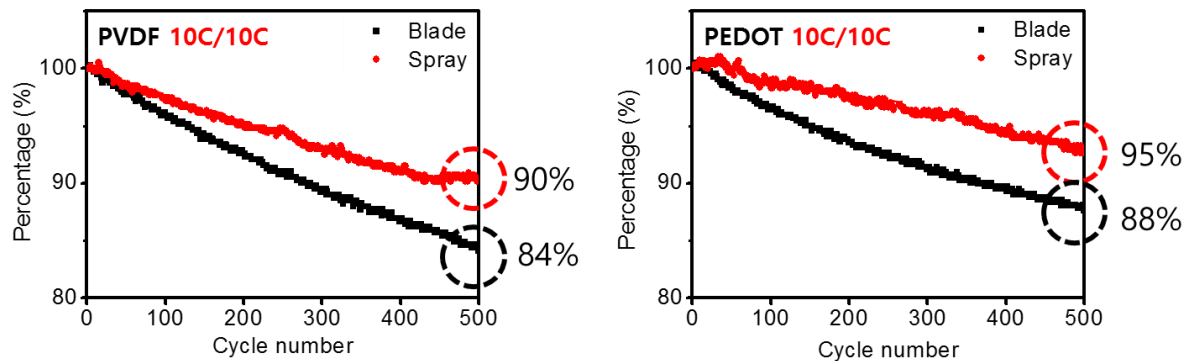 PVDF 10C/10C
Blade
Spray
Percentage (%)
100
90
80
0
100
200
300
400
500
Cycle number
90%
84%
PEDOT 10C/10C
Blade
Spray
Percentage (%)
100
90
80
0
100
200
300
400
500
Cycle number
95%
88%